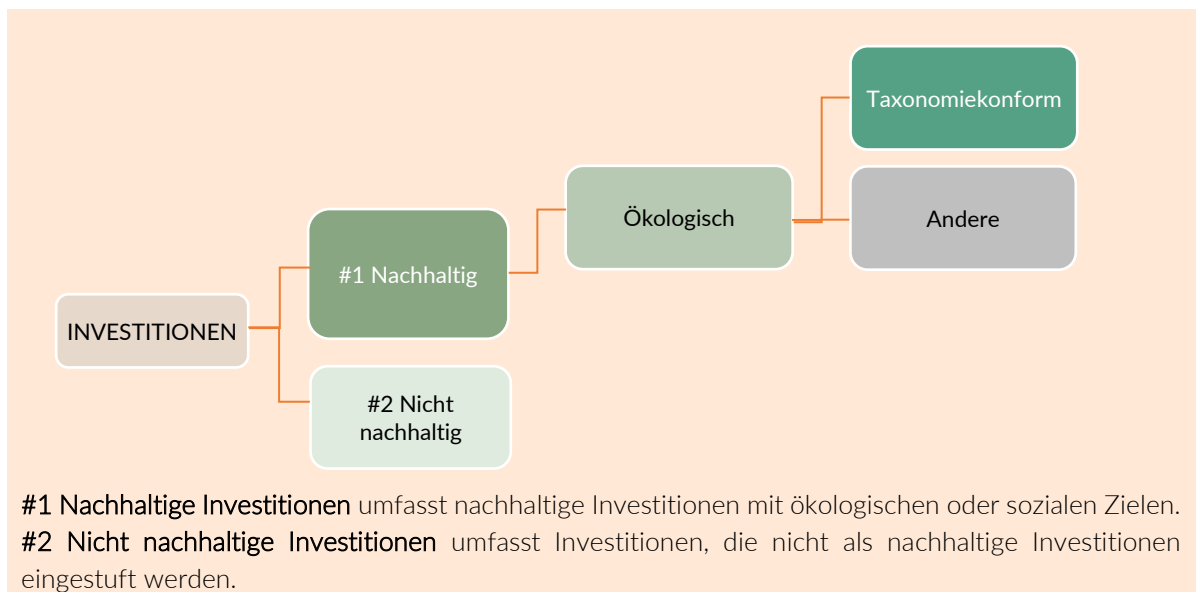 Taxonomiekonform
Ökologisch
Andere
#1 Nachhaltig
INVESTITIONEN
#2 Nicht
nachhaltig
#1 Nachhaltige Investitionen umfasst nachhaltige Investitionen mit ökologischen oder sozialen Zielen.
#2 Nicht nachhaltige Investitionen umfasst Investitionen, die nicht als nachhaltige Investitionen
eingestuft werden.